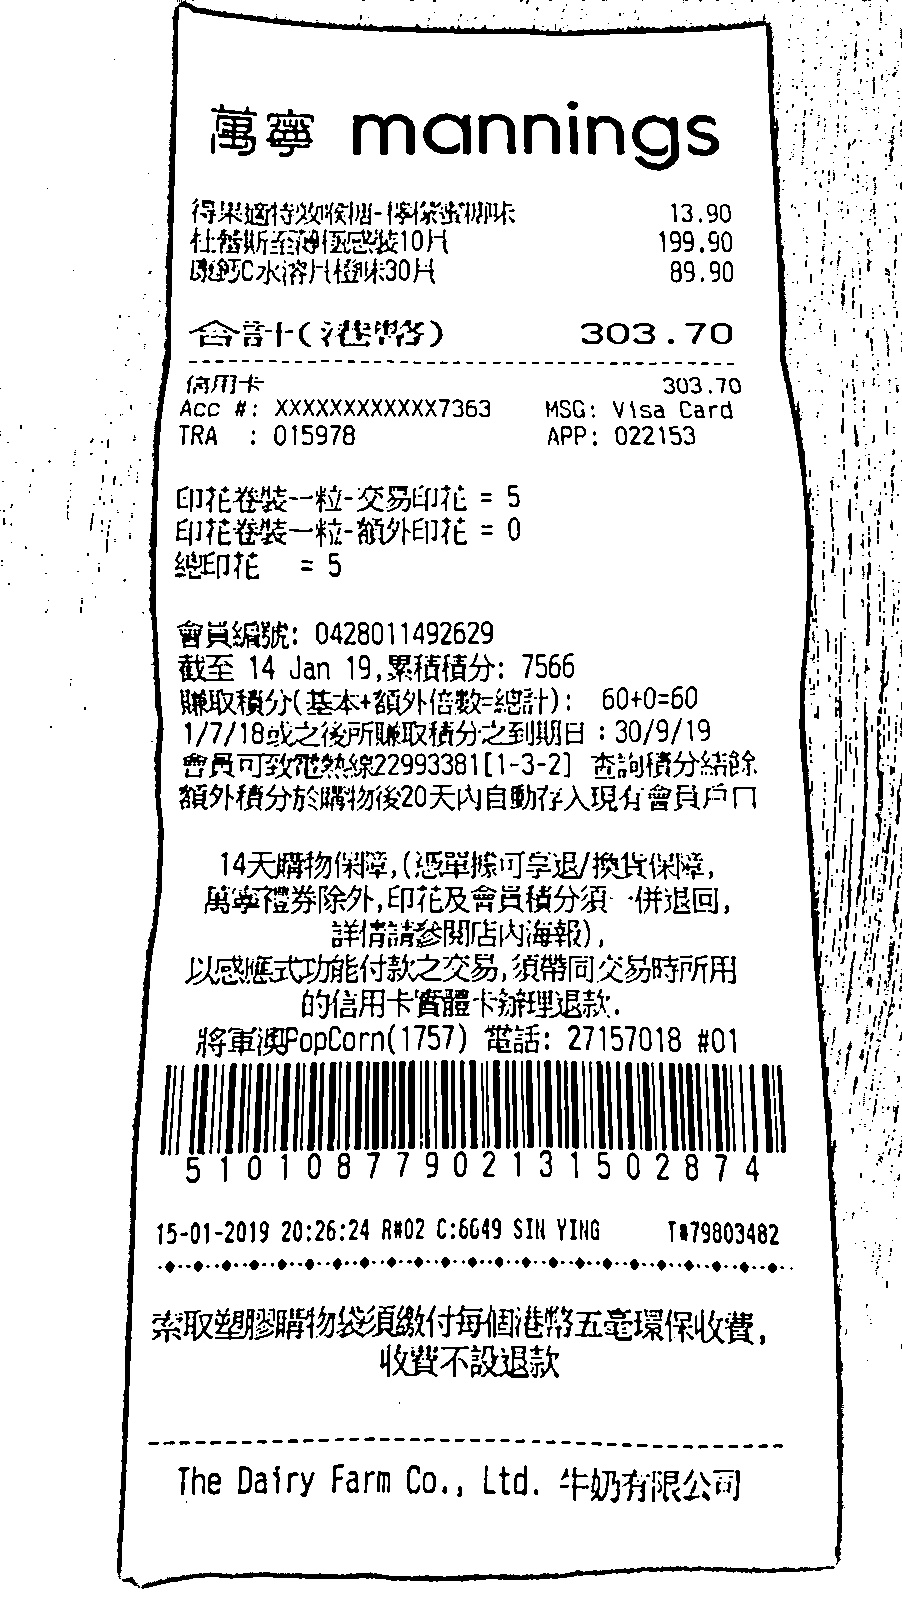 萬寧 mannings
得果適特效喉糖-檸檬蜜糖味 13.90
杜蕾斯至薄極感裝10片 199.90
康鈣C水溶片橙味30片 89.90
合計(港幣) 303.70
信用卡 303.70
Acc #: XXXXXXXXXXXX7363 MSG: Visa Card
TRA : 015978 APP: 022153
印花卷裝一粒-交易印花 = 5
印花卷裝一粒-額外印花 = 0
總印花 = 5
會員編號: 0428011492629
截至 14 Jan 19,累積積分: 7566
賺取積分(基本+額外倍數=總計): 60+0=60
1/7/18或之後所賺取積分之到期日:30/9/19
會員可致電熱線22993381[1-3-2] 查詢積分結餘
額外積分於購物後20天內自動存入現有會員戶口
14天購物保障,(憑單據可享退/換貨保障,
萬寧禮券除外,印花及會員積分須一併退回,
詳情請參閱店內海報),
以感應式功能付款之交易,須帶同交易時所用
的信用卡實體卡辦理退款.
將軍澳PopCorn(1757) 電話: 27157018 #01
5101087790213150287​4
15-01-2019 20:26:24 R#02 C:6649 SIN YING T#79803482
索取塑膠購物袋須繳付每個港幣五毫環保收費,
收費不設退款
The Dairy Farm Co., Ltd. 牛奶有限公司